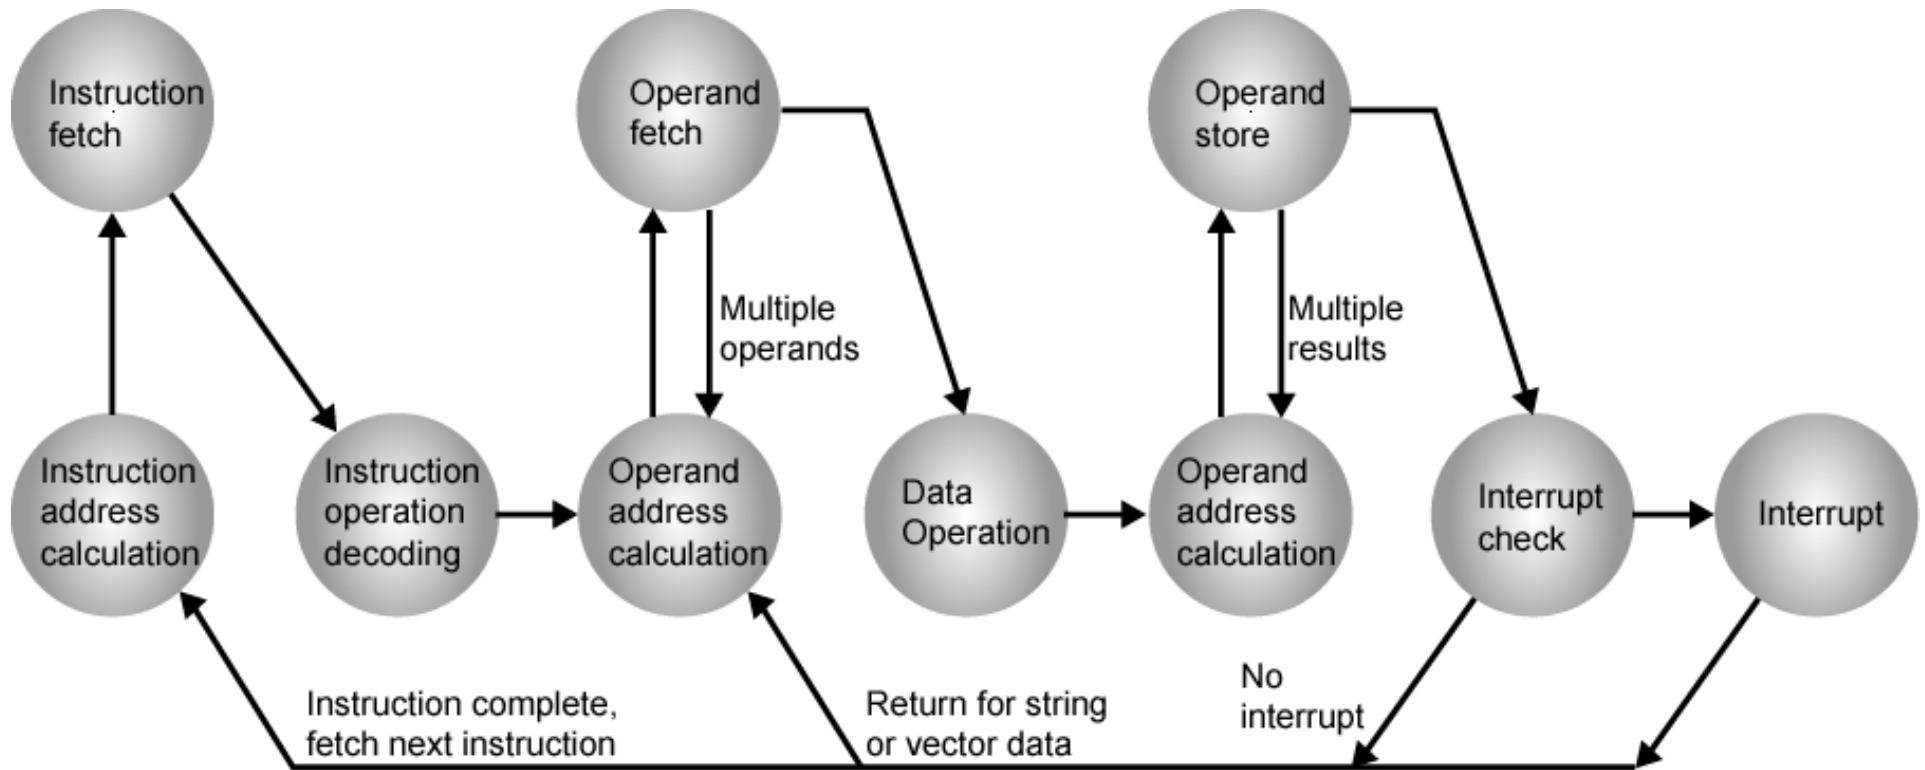 Instruction
fetch
Operand
fetch
Operand
store
Multiple
operands
Multiple
results
Instruction
address
calculation
Instruction
operation
decoding
Operand
address
calculation
Data
Operation
Operand
address
calculation
Interrupt
check
Interrupt
Instruction complete,
fetch next instruction
Return for string
or vector data
No
interrupt